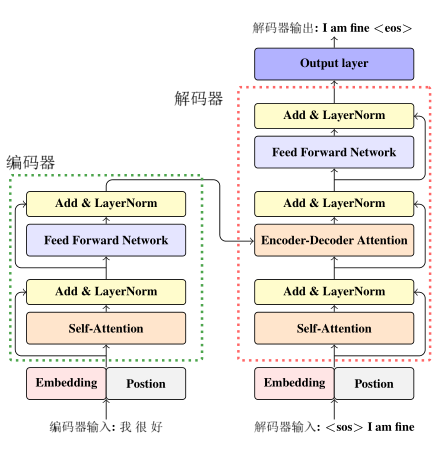 解码器输出: I am fine <eos>
Output layer
解码器
Add & LayerNorm
Feed Forward Network
Add & LayerNorm
Encoder-Decoder Attention
Add & LayerNorm
Self-Attention
Embedding
Postion
解码器输入: <sos> I am fine
编码器
Add & LayerNorm
Feed Forward Network
Add & LayerNorm
Self-Attention
Embedding
Postion
编码器输入: 我 很 好